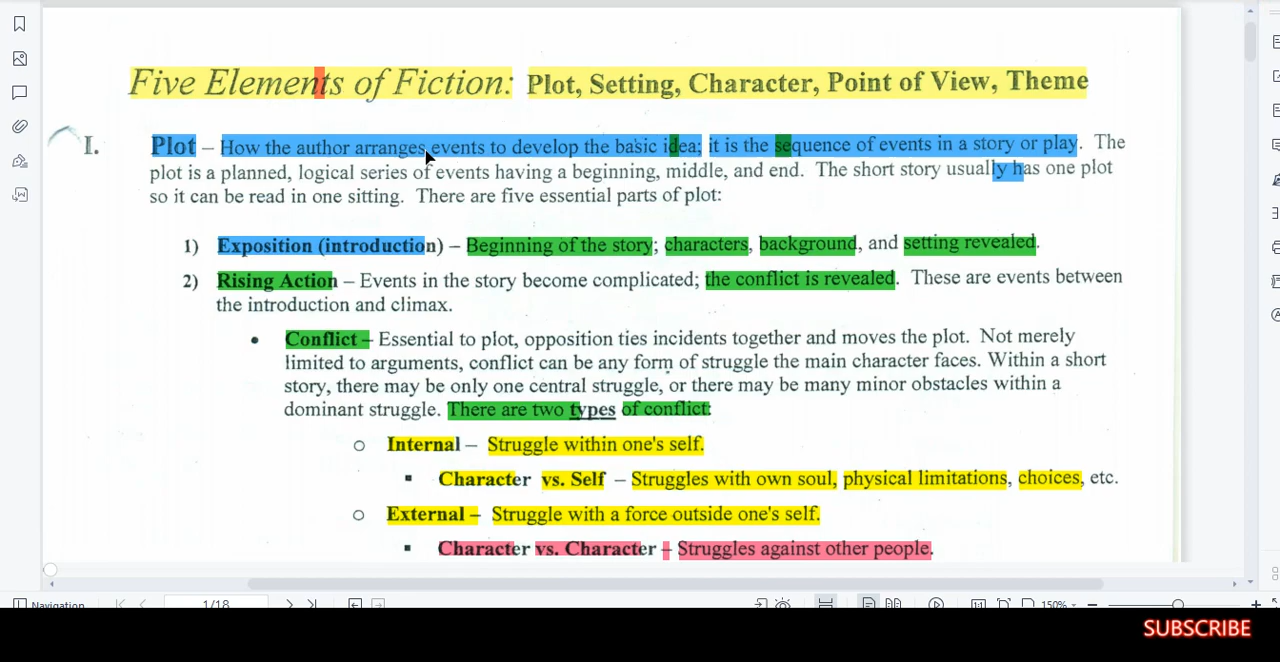 Five Elements of Fiction: Plot, Setting, Character, Point of View, Theme
I. Plot – How the author arranges events to develop the basic idea; it is the sequence of events in a story or play. The
plot is a planned, logical series of events having a beginning, middle, and end. The short story usually has one plot
so it can be read in one sitting. There are five essential parts of plot:
1) Exposition (introduction) – Beginning of the story; characters, background, and setting revealed.
2) Rising Action – Events in the story become complicated; the conflict is revealed. These are events between
the introduction and climax.
• Conflict – Essential to plot, opposition ties incidents together and moves the plot. Not merely
limited to arguments, conflict can be any form of struggle the main character faces. Within a short
story, there may be only one central struggle, or there may be many minor obstacles within a
dominant struggle. There are two types of conflict:
o Internal – Struggle within one's self.
▪ Character vs. Self – Struggles with own soul, physical limitations, choices, etc.
o External – Struggle with a force outside one's self.
▪ Character vs. Character – Struggles against other people.
Navigation 1/18 150%
SUBSCRIBE